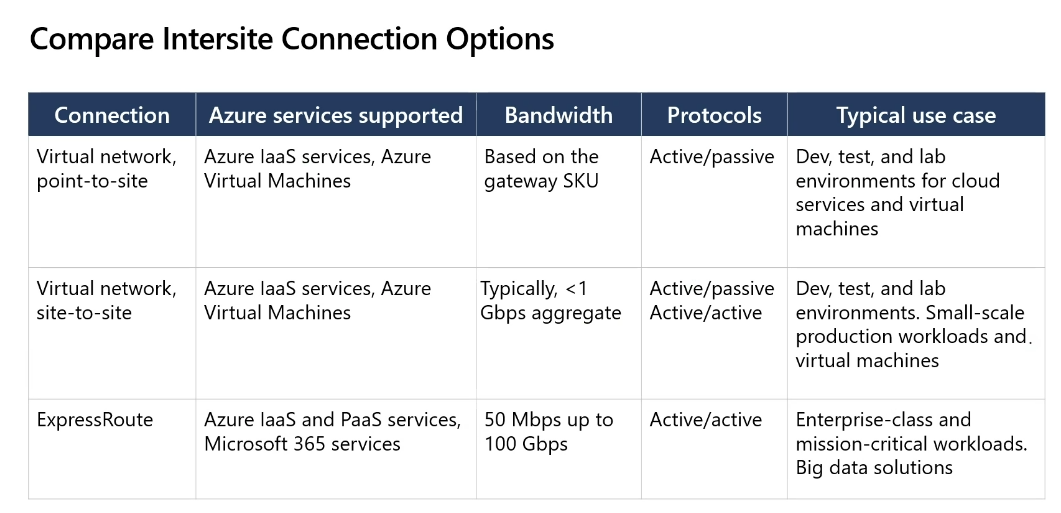 Compare Intersite Connection Options
Connection Azure services supported Bandwidth Protocols Typical use case
Virtual network,
point-to-site
Azure IaaS services, Azure
Virtual Machines
Based on the
gateway SKU
Active/passive
Dev, test, and lab
environments for cloud
services and virtual
machines
Virtual network,
site-to-site
Azure IaaS services, Azure
Virtual Machines
Typically, <1
Gbps aggregate
Active/passive
Active/active
Dev, test, and lab
environments. Small-scale
production workloads and.
virtual machines
ExpressRoute
Azure IaaS and PaaS services,
Microsoft 365 services
50 Mbps up to
100 Gbps
Active/active
Enterprise-class and
mission-critical workloads.
Big data solutions